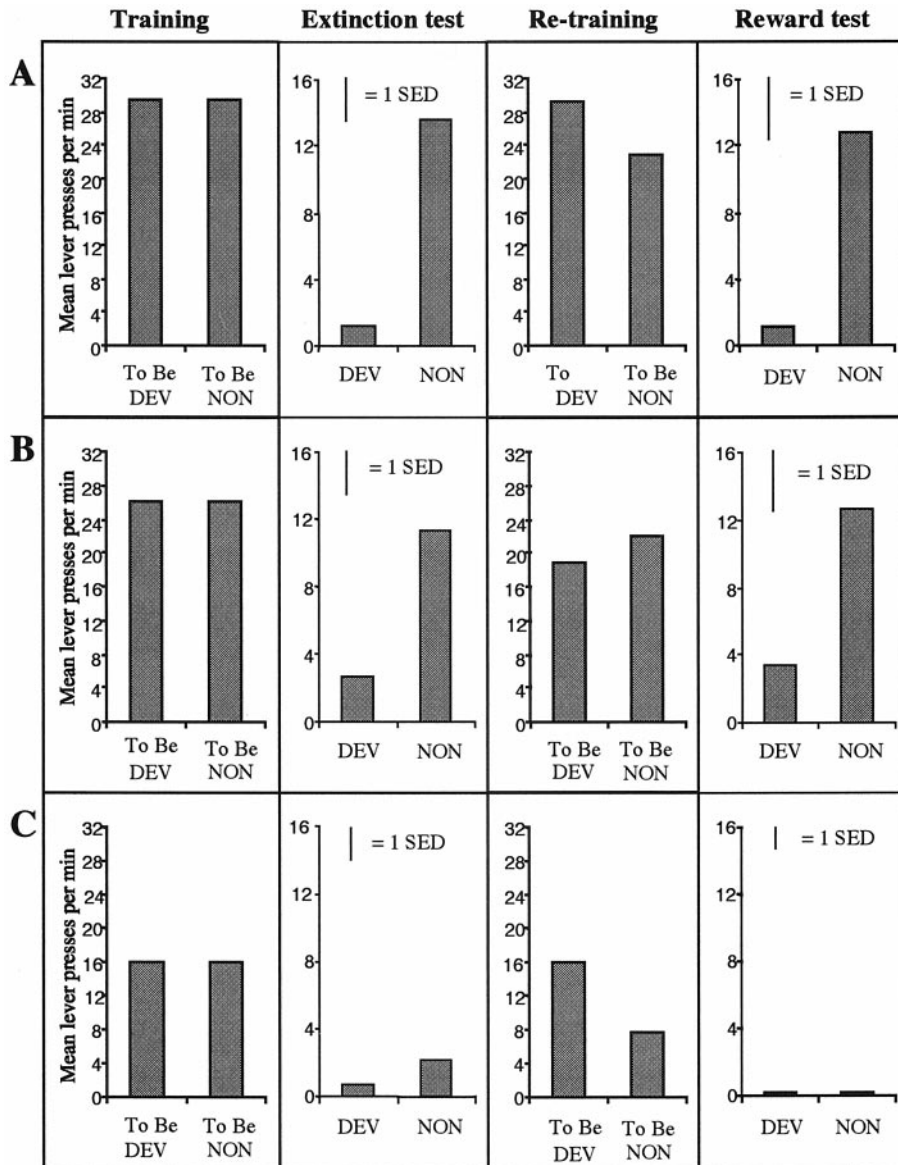 Training Extinction test Re-training Reward test
A
Mean lever presses per min
32
28
24
20
16
12
8
4
0
To Be
DEV
To Be
NON
16
12
8
4
0
= 1 SED
DEV NON
32
28
24
20
16
12
8
4
0
To
DEV
To Be
NON
16
12
8
4
0
= 1 SED
DEV NON
B
Mean lever presses per min
32
28
24
20
16
12
8
4
0
To Be
DEV
To Be
NON
16
12
8
4
0
= 1 SED
DEV NON
32
28
24
20
16
12
8
4
0
To Be
DEV
To Be
NON
16
12
8
4
0
= 1 SED
DEV NON
C
Mean lever presses per min
32
28
24
20
16
12
8
4
0
To Be
DEV
To Be
NON
16
12
8
4
0
= 1 SED
DEV NON
32
28
24
20
16
12
8
4
0
To Be
DEV
To Be
NON
16
12
8
4
0
= 1 SED
DEV NON